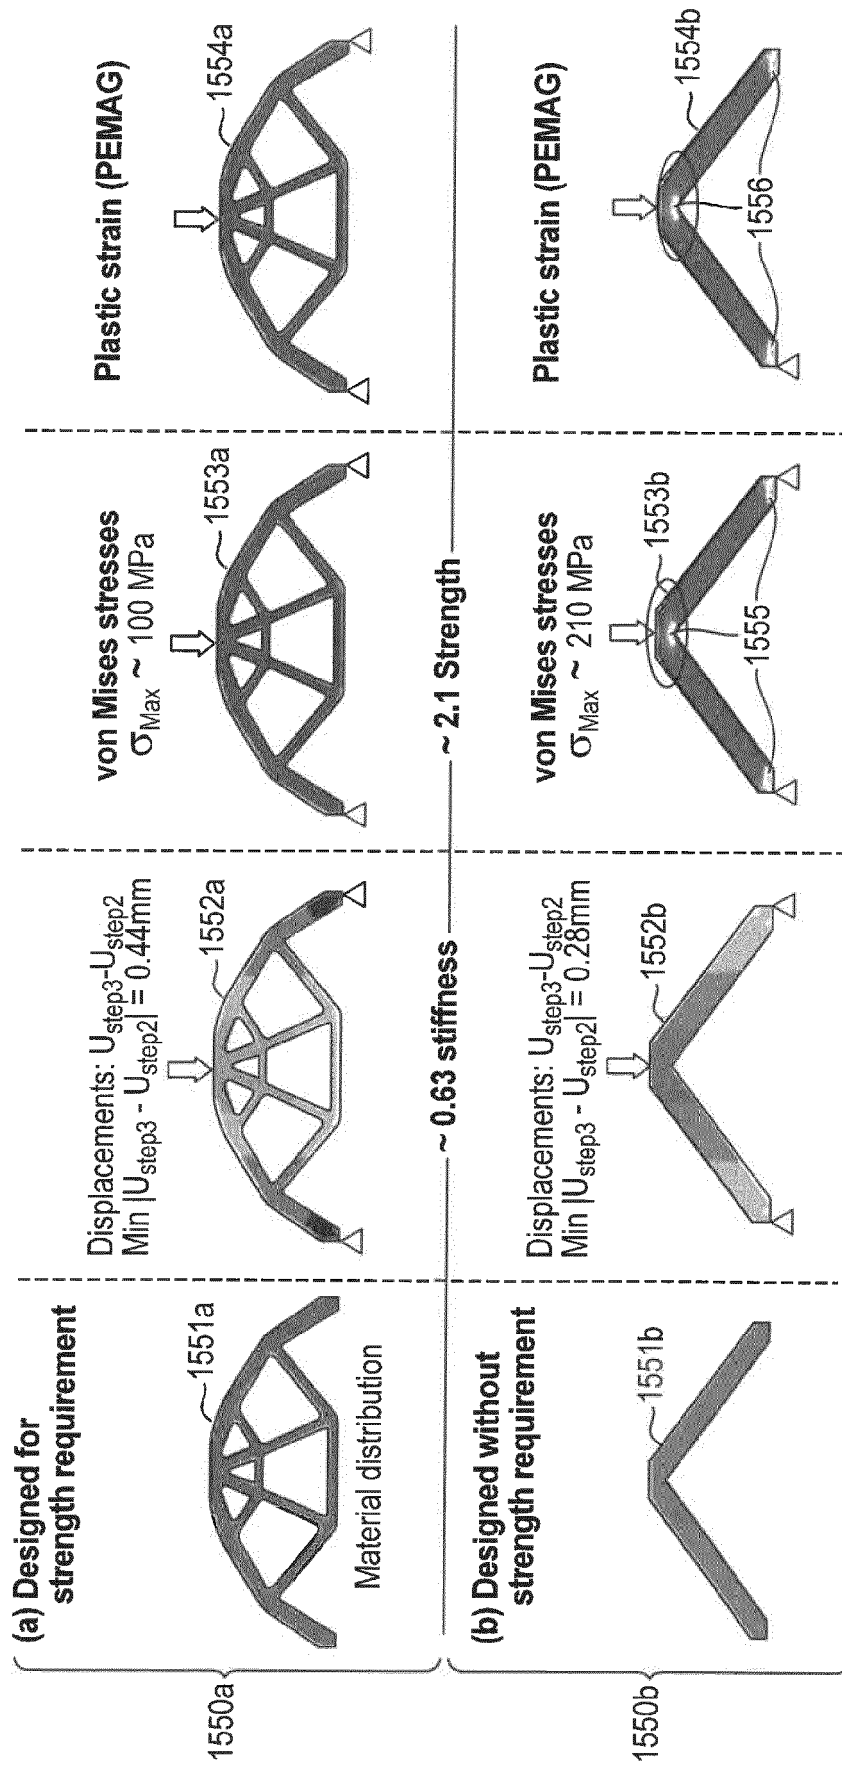 1550a
(a) Designed for
strength requirement
1551a
Material distribution
Displacements: Ustep3-Ustep2
Min |Ustep3 - Ustep2| = 0.44mm
1552a
von Mises stresses
σMax ~ 100 MPa
1553a
Plastic strain (PEMAG)
1554a
~ 0.63 stiffness
~ 2.1 Strength
1550b
(b) Designed without
strength requirement
1551b
Displacements: Ustep3-Ustep2
Min |Ustep3 - Ustep2| = 0.28mm
1552b
von Mises stresses
σMax ~ 210 MPa
1553b
1555
Plastic strain (PEMAG)
1554b
1556